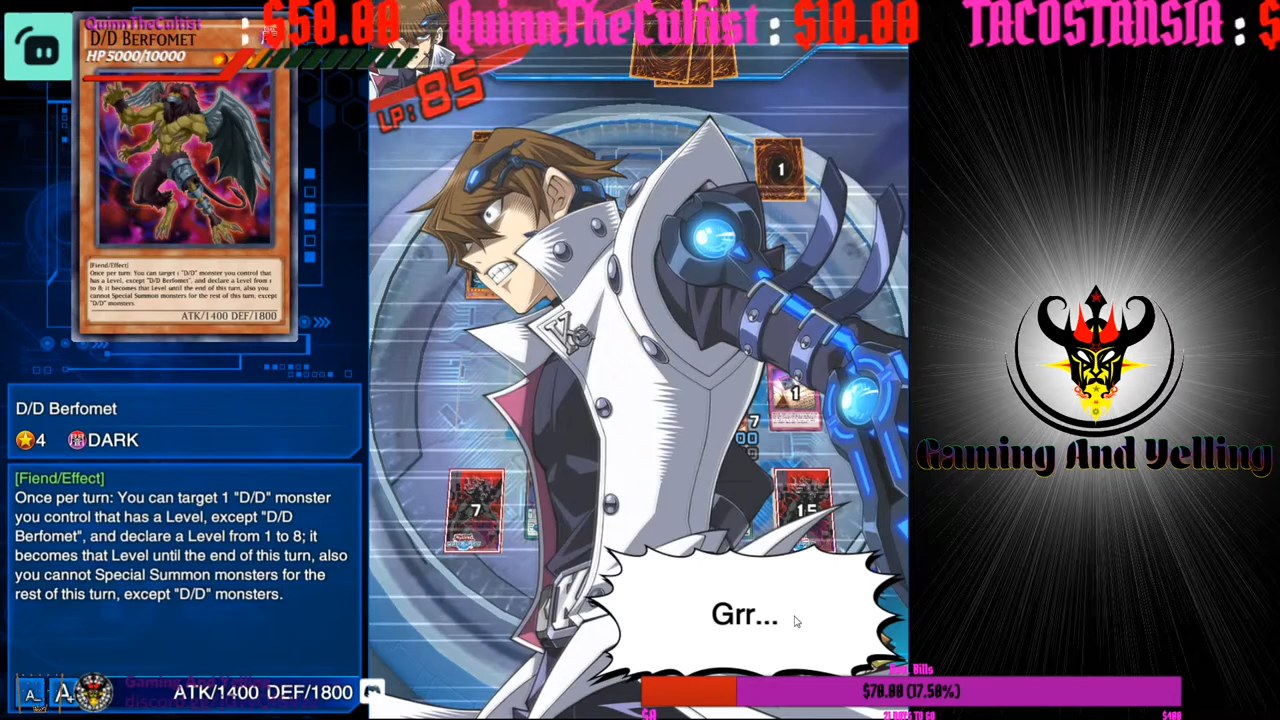 QuinnTheCultist : $50.00 QuinnTheCultist : $10.00 TACOSTANSIA : $
D/D BERFOMET
HP 5000/10000
[Fiend/Effect]
Once per turn: You can target 1 "D/D" monster you control that
has a Level, except "D/D Berfomet", and declare a Level from 1
to 8; it becomes that Level until the end of this turn, also you
cannot Special Summon monsters for the rest of this turn, except
"D/D" monsters.
ATK/1400 DEF/1800
D/D Berfomet
4 DARK
[Fiend/Effect]
Once per turn: You can target 1 "D/D" monster
you control that has a Level, except "D/D
Berfomet", and declare a Level from 1 to 8; it
becomes that Level until the end of this turn, also
you cannot Special Summon monsters for the
rest of this turn, except "D/D" monsters.
Gaming And Yelling
ATK/1400 DEF/1800
LP: 85
1
KC
1
7
7
15
Grr...
Gaming And Yelling
Bills
$70.00 (17.50%)
$0
21 DAYS TO GO
$400